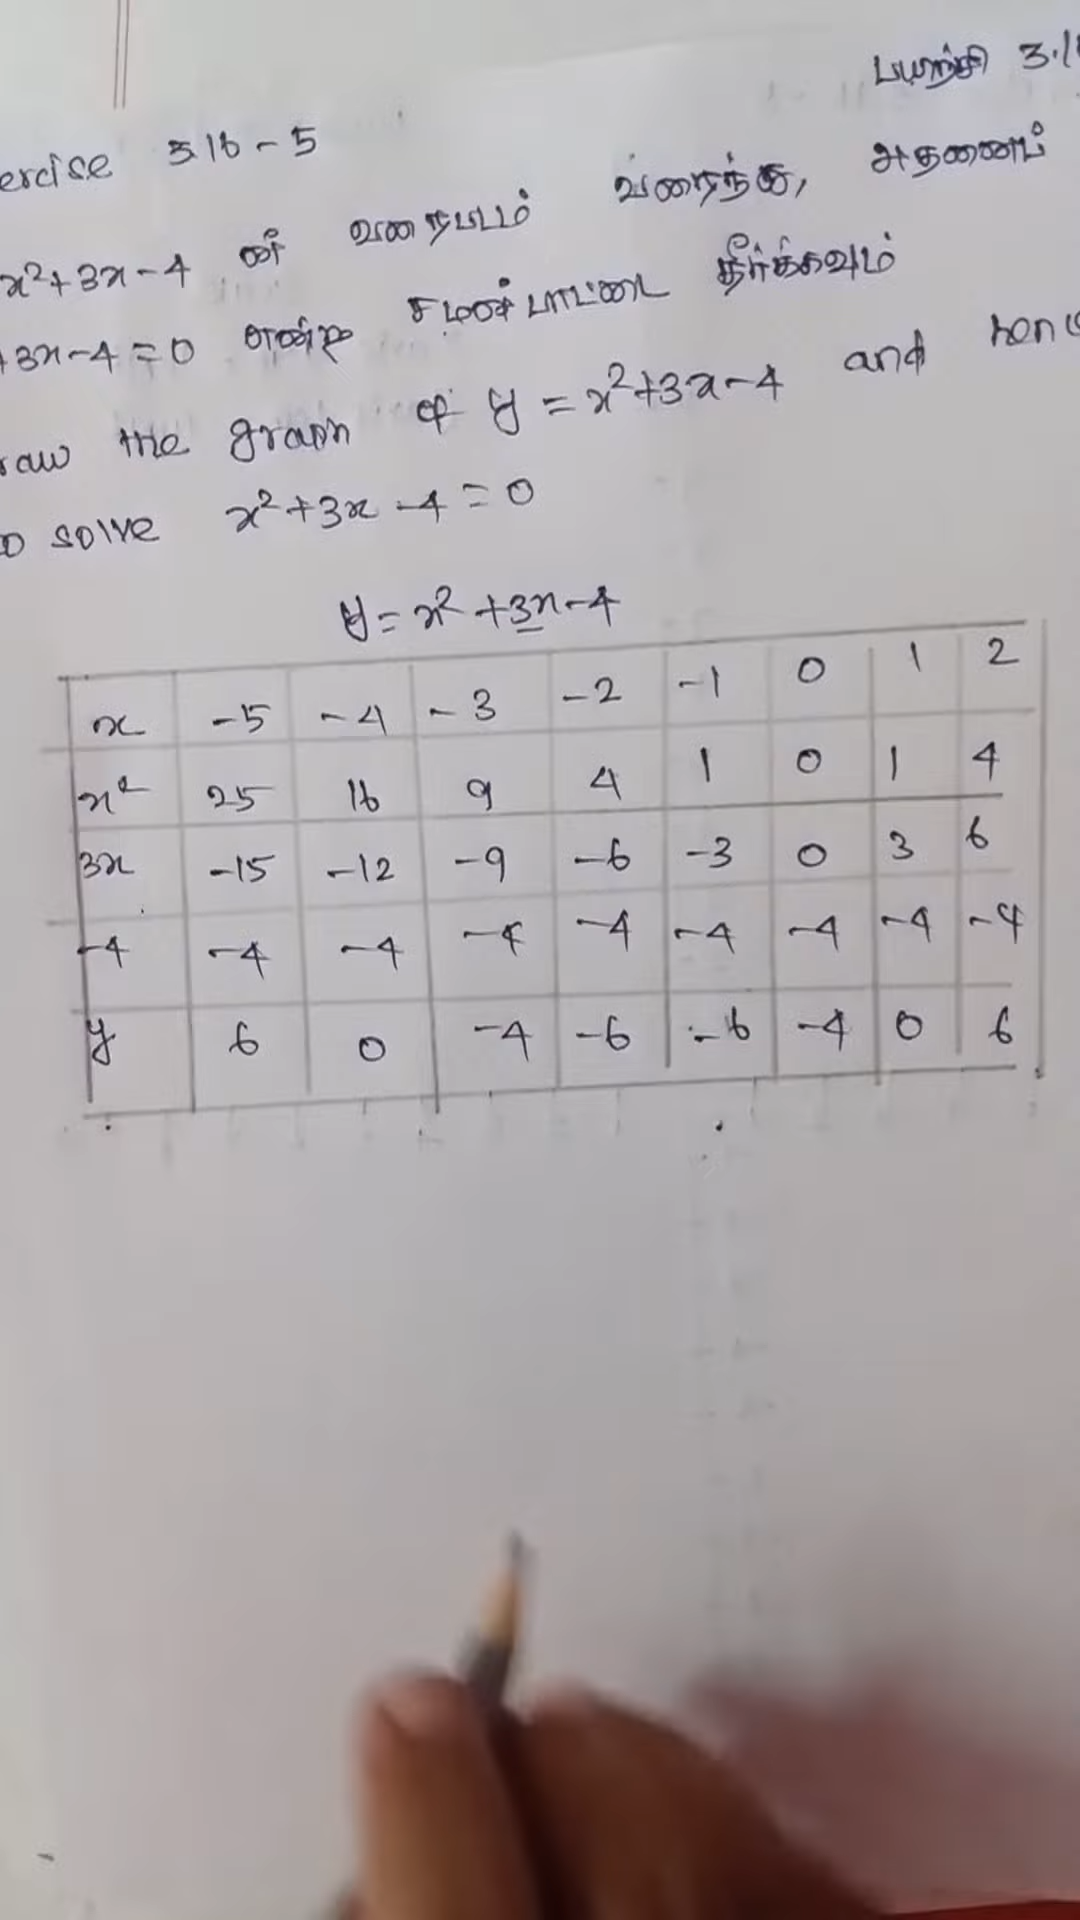 பயிற்சி 3.1
ercise 3.16-5
x²+3x-4 ன் வரைபடம் வரைந்து, அதனைப்
+3x-4=0 என்ற சமன்பாட்டை தீர்க்கவும்
raw the graph of y = x²+3x-4 and henc
o solve x²+3x-4=0
y = x²+3x-4
x -5 -4 -3 -2 -1 0 1 2
x² 25 16 9 4 1 0 1 4
3x -15 -12 -9 -6 -3 0 3 6
-4 -4 -4 -4 -4 -4 -4 -4 -4
y 6 0 -4 -6 -6 -4 0 6